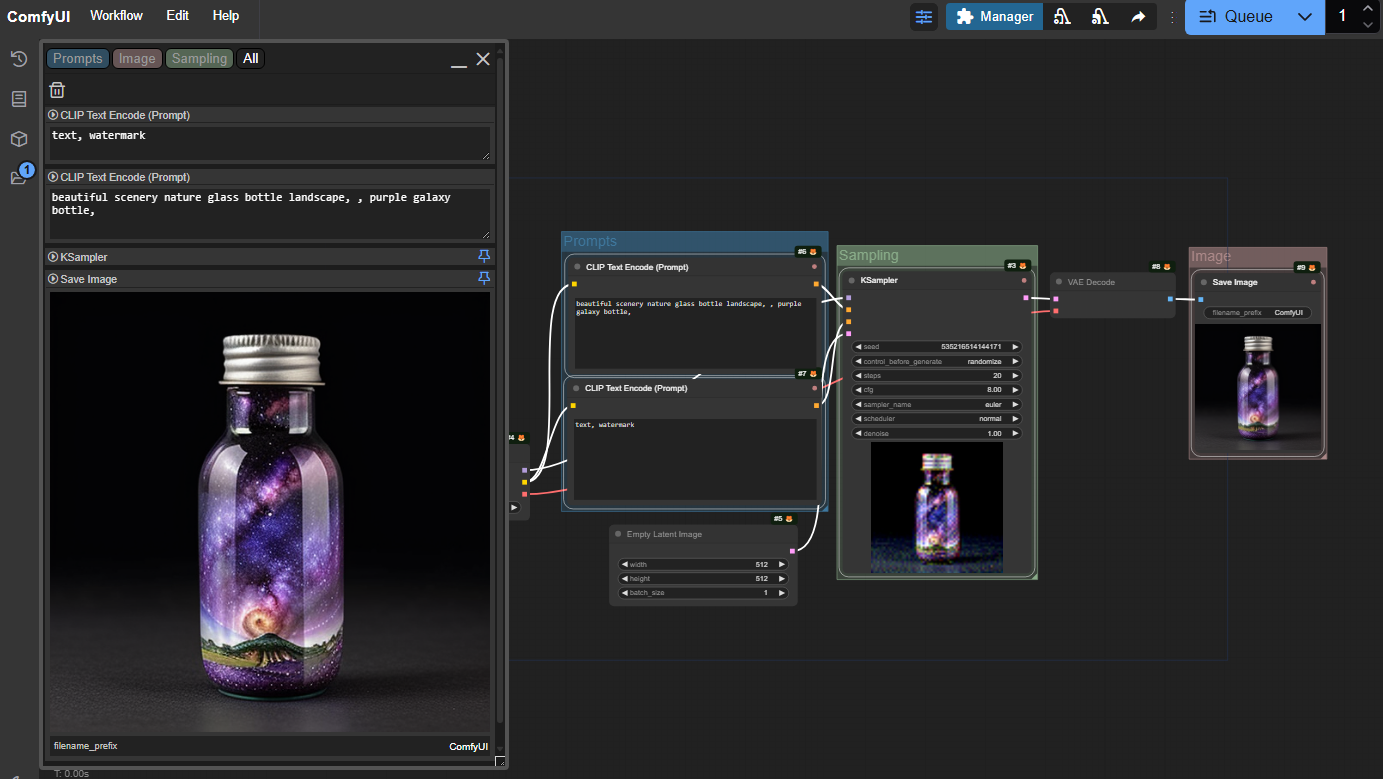 ComfyUI
Workflow
Edit
Help
Manager
Queue
1
Prompts
Image
Sampling
All
CLIP Text Encode (Prompt)
text, watermark
CLIP Text Encode (Prompt)
beautiful scenery nature glass bottle landscape, , purple galaxy
bottle,
KSampler
Save Image
filename_prefix
ComfyUI
T: 0.00s
1
Prompts
#6
CLIP Text Encode (Prompt)
beautiful scenery nature glass bottle landscape, , purple
galaxy bottle,
#7
CLIP Text Encode (Prompt)
text, watermark
#5
Empty Latent Image
width 512
height 512
batch_size 1
Sampling
#3
KSampler
seed 535216514144171
control_before_generate randomize
steps 20
cfg 8.00
sampler_name euler
scheduler normal
denoise 1.00
#8
VAE Decode
Image
#9
Save Image
filename_prefix ComfyUI